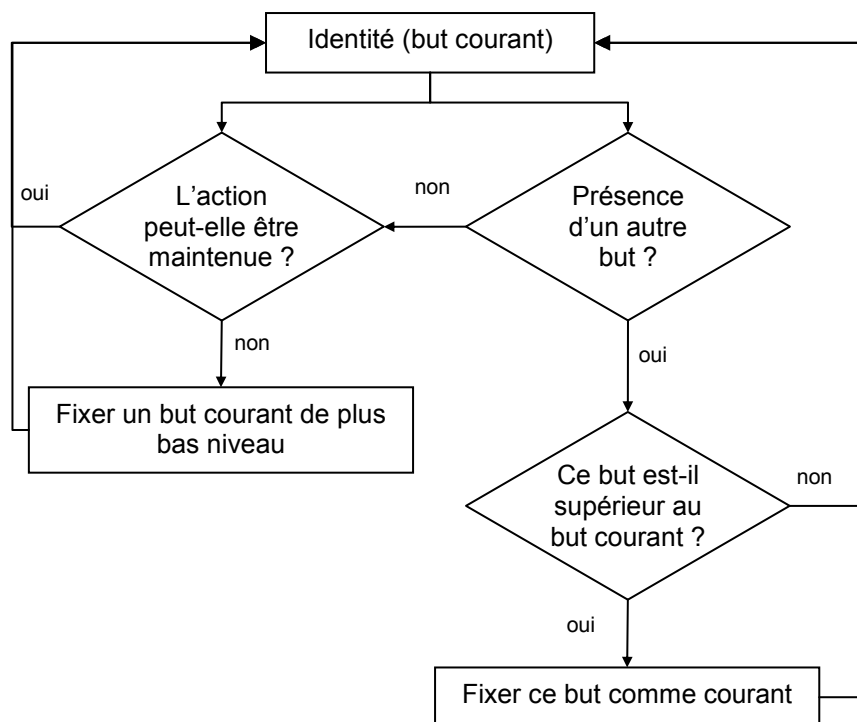 Identité (but courant)
oui
L’action
peut-elle être
maintenue ?
non
Présence
d’un autre
but ?
non
oui
Fixer un but courant de plus
bas niveau
Ce but est-il
supérieur au
but courant ?
non
oui
Fixer ce but comme courant